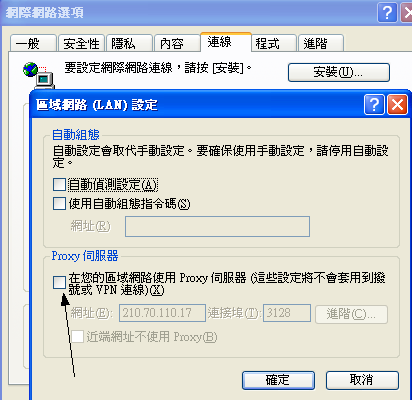 網際網路選項
一般 安全性 隱私 內容 連線 程式 進階
要設定網際網路連線，請按 [安裝]。 安裝(U)...
區域網路 (LAN) 設定
自動組態
自動設定會取代手動設定。要確保使用手動設定，請停用自動設
定。
自動偵測設定(A)
使用自動組態指令碼(S)
網址(R)
Proxy 伺服器
在您的區域網路使用 Proxy 伺服器 (這些設定將不會套用到撥
號或 VPN 連線)(X)
網址(E): 210.70.110.17 連接埠(T): 3128 進階(C)...
近端網址不使用 Proxy(B)
確定 取消